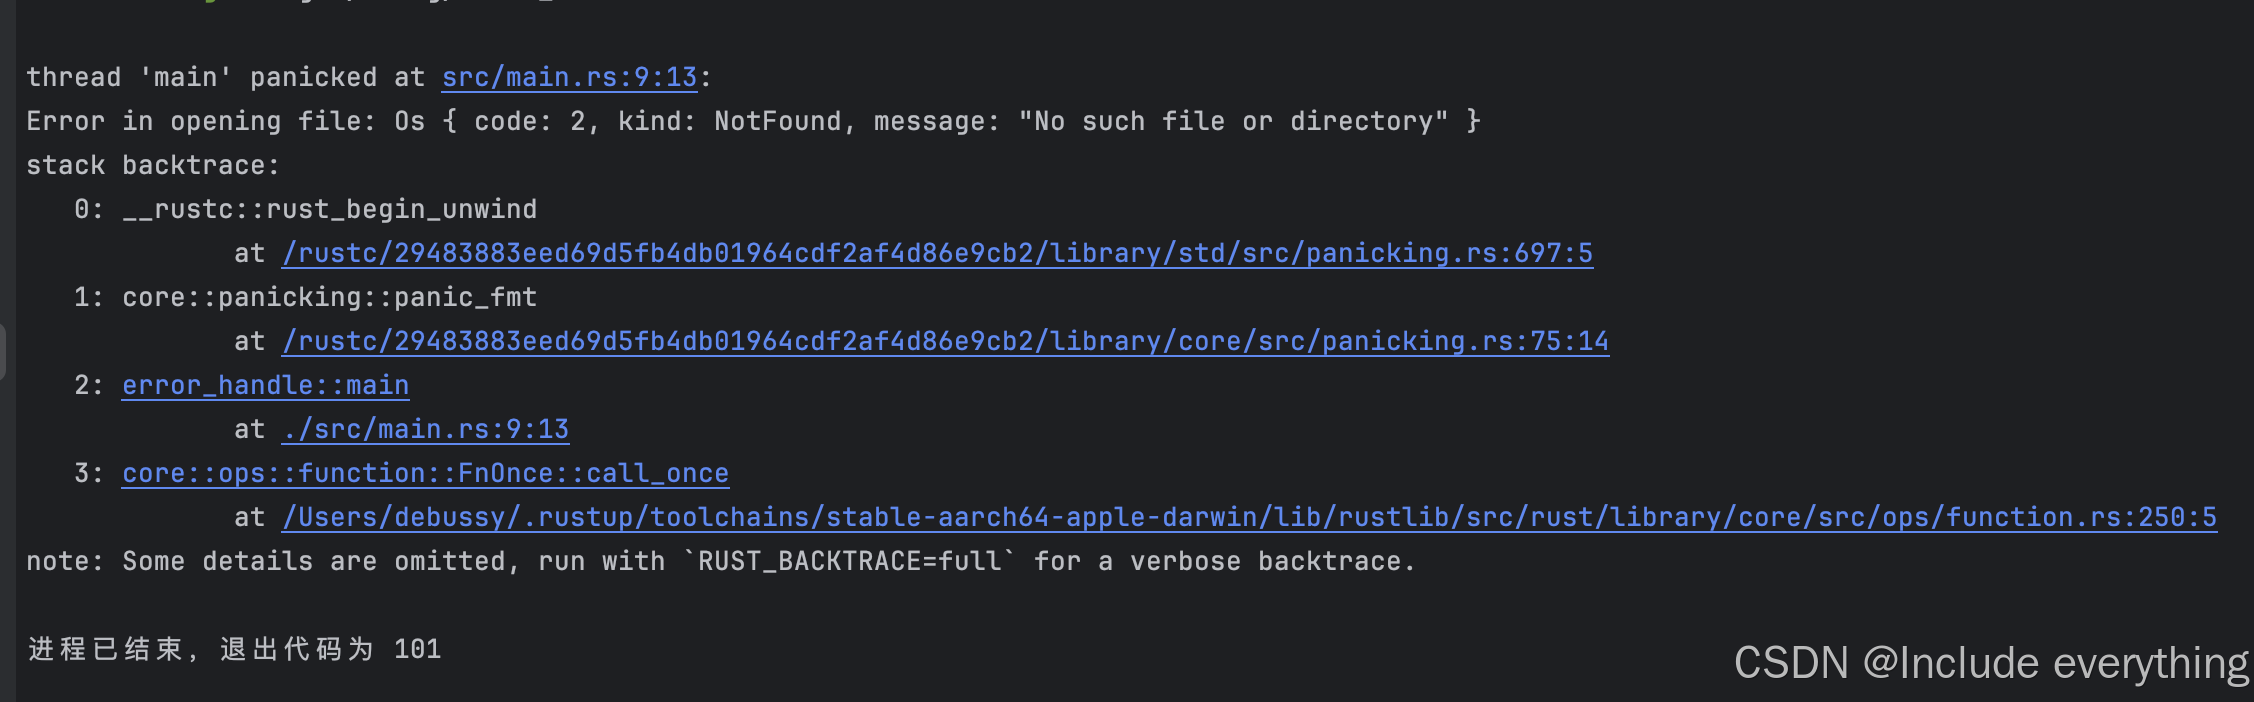 thread 'main' panicked at src/main.rs:9:13:
Error in opening file: Os { code: 2, kind: NotFound, message: "No such file or directory" }
stack backtrace:
   0: __rustc::rust_begin_unwind
             at /rustc/29483883eed69d5fb4db01964cdf2af4d86e9cb2/library/std/src/panicking.rs:697:5
   1: core::panicking::panic_fmt
             at /rustc/29483883eed69d5fb4db01964cdf2af4d86e9cb2/library/core/src/panicking.rs:75:14
   2: error_handle::main
             at ./src/main.rs:9:13
   3: core::ops::function::FnOnce::call_once
             at /Users/debussy/.rustup/toolchains/stable-aarch64-apple-darwin/lib/rustlib/src/rust/library/core/src/ops/function.rs:250:5
note: Some details are omitted, run with `RUST_BACKTRACE=full` for a verbose backtrace.
进程已结束, 退出代码为 101
CSDN @Include everything